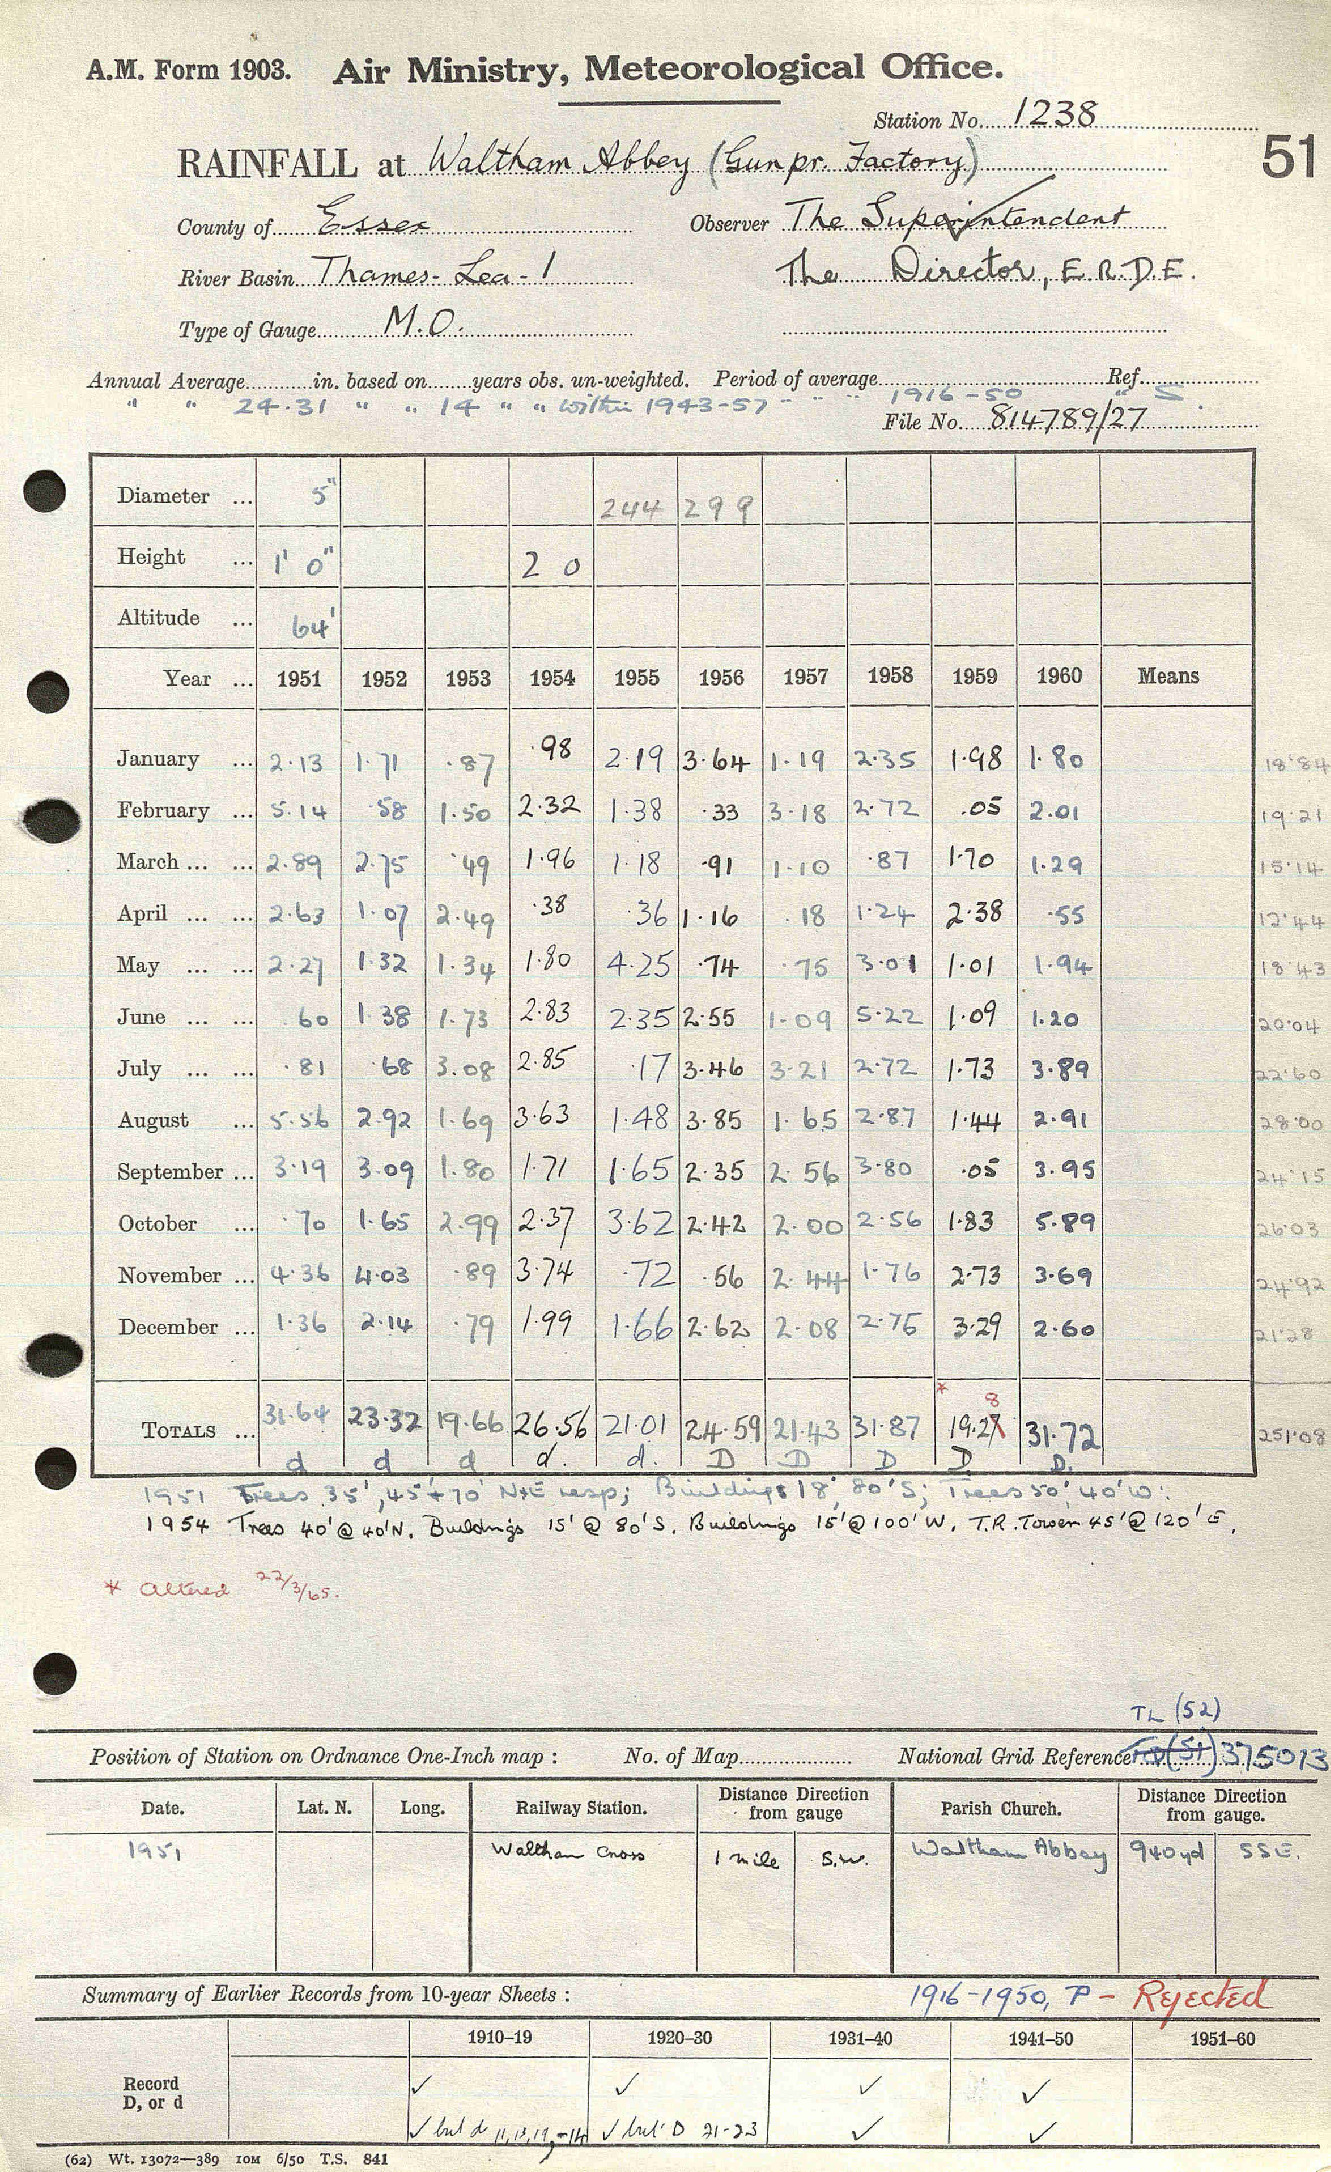 A.M. Form 1903. Air Ministry, Meteorological Office.
Station No. 1238
RAINFALL at Waltham Abbey (Gunpr. Factory) 51
County of Essex Observer The Superintendent
River Basin Thames-Lea-1 The Director, E.R.D.E.
Type of Gauge M.O.
Annual Average in. based on years obs. un-weighted. Period of average Ref.
" " 24.31 " " 14 " " within 1943-57 " " " 1916-50 " S
File No. 814789/27
Diameter ... 5" 244 299
Height ... 1' 0" 2 0
Altitude ... 64'
Year ... 1951 1952 1953 1954 1955 1956 1957 1958 1959 1960 Means
January ... 2.13 1.71 .87 .98 2.19 3.64 1.19 2.35 1.98 1.80 18.84
February ... 5.14 .58 1.50 2.32 1.38 .33 3.18 2.72 .05 2.01 19.21
March ... ... 2.89 2.75 .49 1.96 1.18 .91 1.10 .87 1.70 1.29 15.14
April ... ... 2.63 1.07 2.49 .38 .36 1.16 .18 1.24 2.38 .55 12.44
May ... ... 2.27 1.32 1.34 1.80 4.25 .74 .75 3.01 1.01 1.94 18.43
June ... ... .60 1.38 1.73 2.83 2.35 2.55 1.09 5.22 1.09 1.20 20.04
July ... ... .81 .68 3.08 2.85 .17 3.46 3.21 2.72 1.73 3.89 22.60
August ... 5.56 2.92 1.69 3.63 1.48 3.85 1.65 2.87 1.44 2.91 28.00
September ... 3.19 3.09 1.80 1.71 1.65 2.35 2.56 3.80 .05 3.95 24.15
October ... .70 1.65 2.99 2.37 3.62 2.42 2.00 2.56 1.83 5.89 26.03
November ... 4.36 4.03 .89 3.74 .72 .56 2.44 1.76 2.73 3.69 24.92
December ... 1.36 2.14 .79 1.99 1.66 2.62 2.08 2.75 3.29 2.60 21.28
* 8
TOTALS ... 31.64 23.32 19.66 26.56 21.01 24.59 21.43 31.87 19.27 31.72 251.08
d d d d. d. D D D D. D.
1951 Trees 35', 45' + 70' N+E resp; Buildings 18', 80' S; Trees 50', 40' W.
1954 Trees 40' @ 40' N, Buildings 15' @ 80' S, Buildings 15' @ 100' W, T.R. Tower 45' @ 120' E,
* altered 22/3/65.
TL (52)
Position of Station on Ordnance One-Inch map : No. of Map National Grid Reference (51) 375013
Date. Lat. N. Long. Railway Station. Distance Direction from gauge Parish Church. Distance Direction from gauge.
1951 Waltham Cross 1 mile S.W. Waltham Abbey 940 yd SSE.
Summary of Earlier Records from 10-year Sheets : 1916-1950, P - Rejected
1910–19 1920–30 1931–40 1941–50 1951–60
Record ✓ ✓ ✓ ✓
D, or d
✓ but d ✓ but D 21-23 ✓ ✓
(62) Wt. 13072—389 10M 6/50 T.S. 841